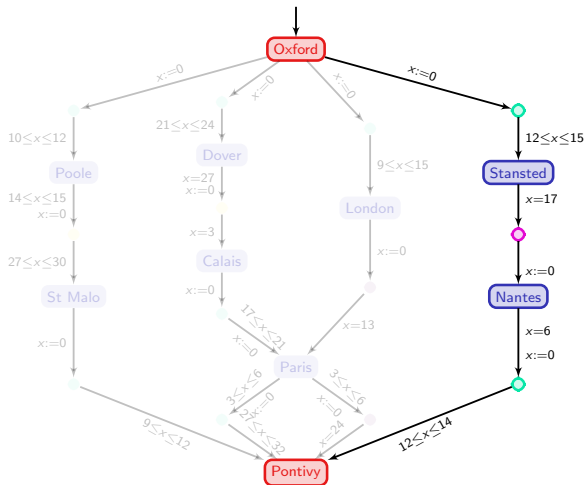 Oxford
x:=0
x:=0
x:=0
x:=0
10≤x≤12
21≤x≤24
9≤x≤15
12≤x≤15
Poole
Dover
London
Stansted
14≤x≤15
x:=0
x=27
x:=0
x=17
x=3
27≤x≤30
Calais
x:=0
x:=0
St Malo
x:=0
Nantes
x:=0
17≤x≤21
x:=0
x=13
x=6
x:=0
Paris
3≤x≤6
x:=0
3≤x≤6
x:=0
9≤x≤12
27≤x≤32
x=24
12≤x≤14
Pontivy